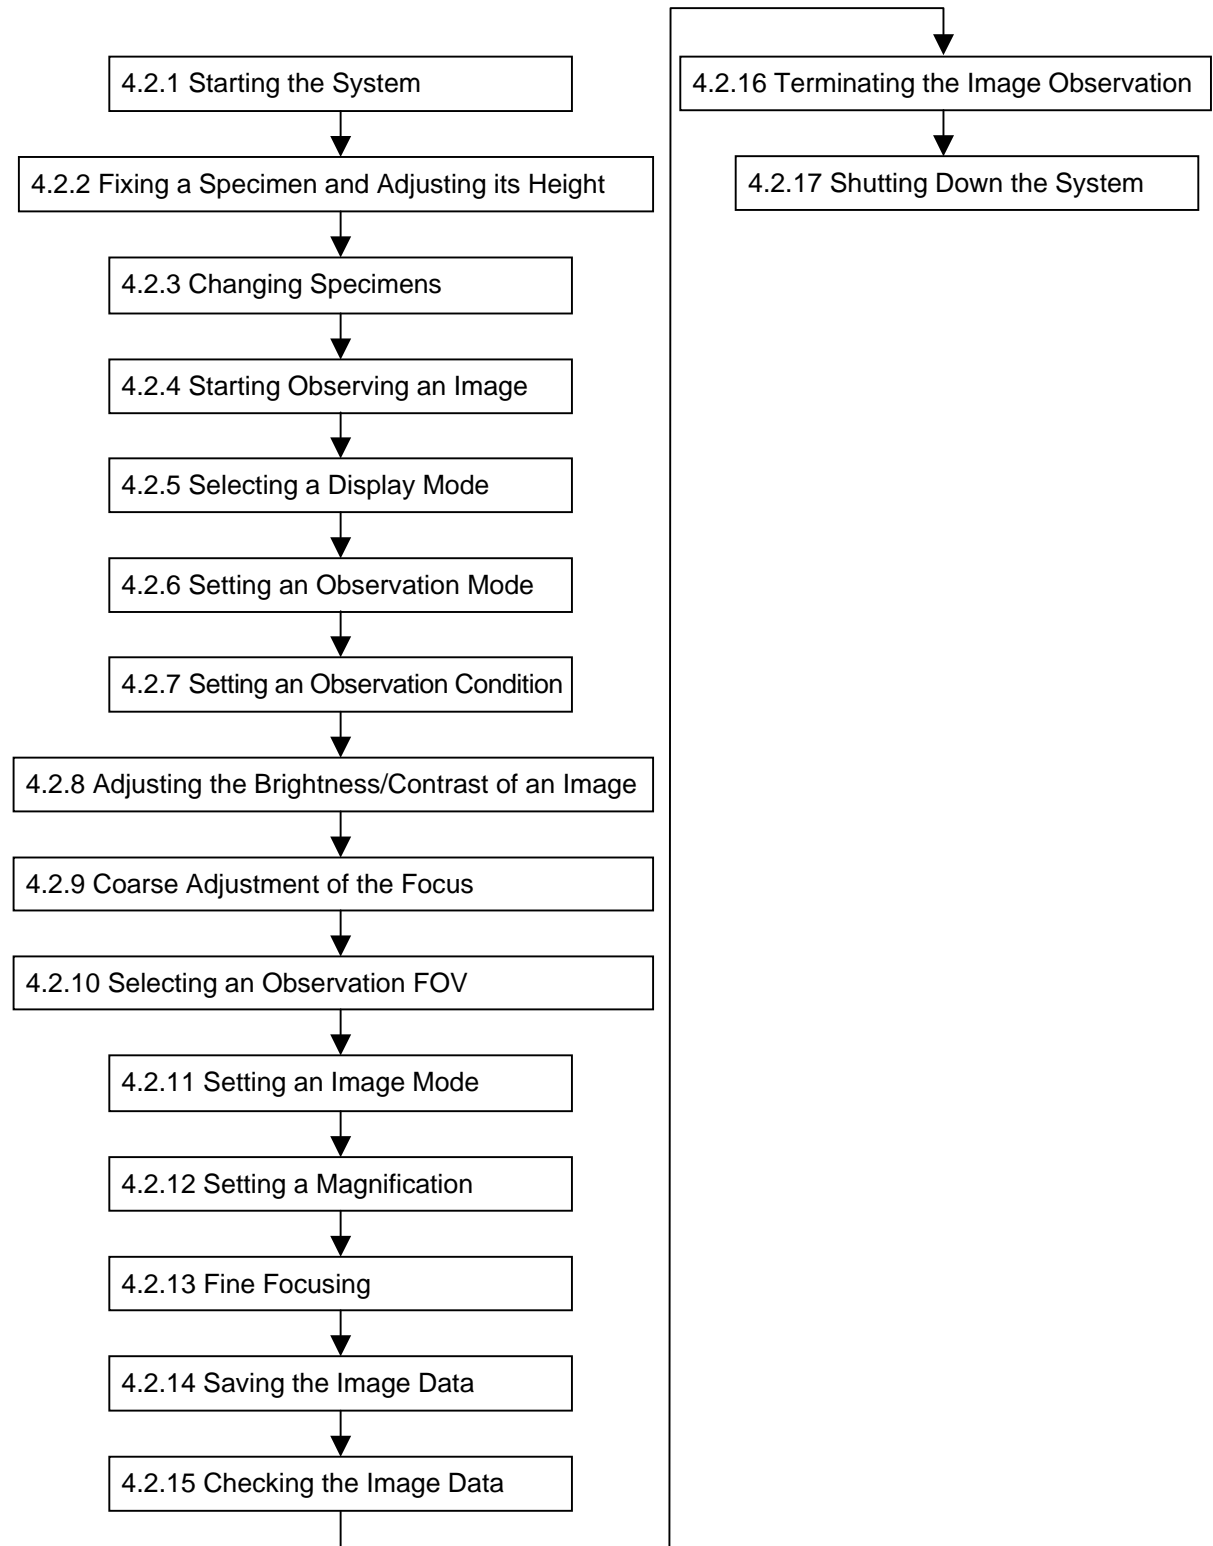 4.2.1 Starting the System
4.2.2 Fixing a Specimen and Adjusting its Height
4.2.3 Changing Specimens
4.2.4 Starting Observing an Image
4.2.5 Selecting a Display Mode
4.2.6 Setting an Observation Mode
4.2.7 Setting an Observation Condition
4.2.8 Adjusting the Brightness/Contrast of an Image
4.2.9 Coarse Adjustment of the Focus
4.2.10 Selecting an Observation FOV
4.2.11 Setting an Image Mode
4.2.12 Setting a Magnification
4.2.13 Fine Focusing
4.2.14 Saving the Image Data
4.2.15 Checking the Image Data
4.2.16 Terminating the Image Observation
4.2.17 Shutting Down the System